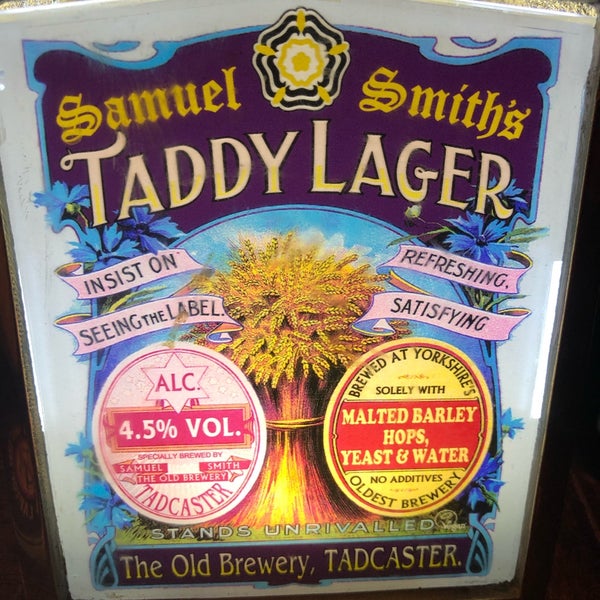 Samuel Smith's
TADDY LAGER
INSIST ON
SEEING THE LABEL.
REFRESHING.
SATISFYING
ALC.
4.5% VOL.
SPECIALLY BREWED BY
SAMUEL SMITH
THE OLD BREWERY
TADCASTER
BREWED AT YORKSHIRE'S
SOLELY WITH
MALTED BARLEY
HOPS,
YEAST & WATER
NO ADDITIVES
OLDEST BREWERY
STANDS UNRIVALLED
Vegan
The Old Brewery, TADCASTER.